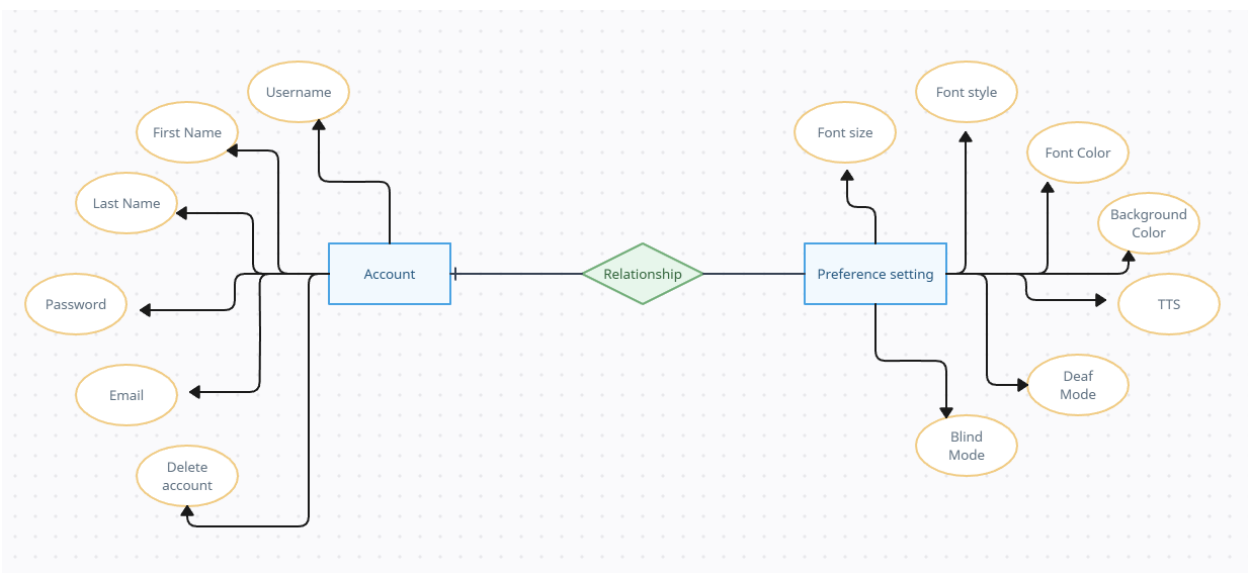 Username
First Name
Last Name
Password
Email
Delete
account
Account
Relationship
Preference setting
Font size
Font style
Font Color
Background
Color
TTS
Deaf
Mode
Blind
Mode